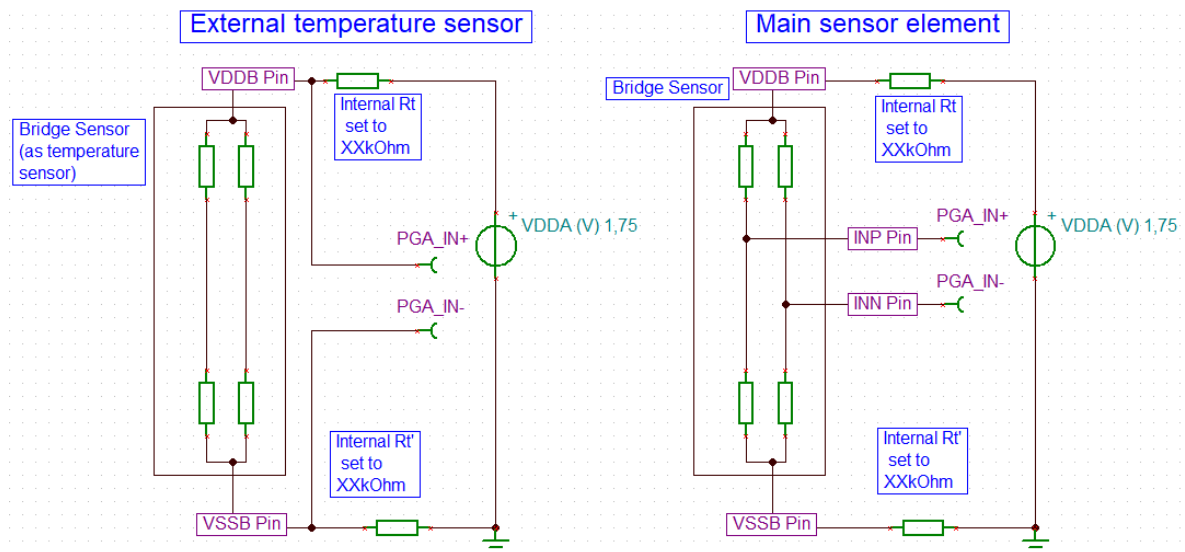 External temperature sensor
VDDB Pin
Internal Rt
set to
XXkOhm
Bridge Sensor
(as temperature
sensor)
+
VDDA (V) 1,75
PGA_IN+
PGA_IN-
Internal Rt'
set to
XXkOhm
VSSB Pin
Main sensor element
VDDB Pin
Bridge Sensor
Internal Rt
set to
XXkOhm
PGA_IN+
+
VDDA (V) 1,75
INP Pin
PGA_IN-
INN Pin
Internal Rt'
set to
XXkOhm
VSSB Pin